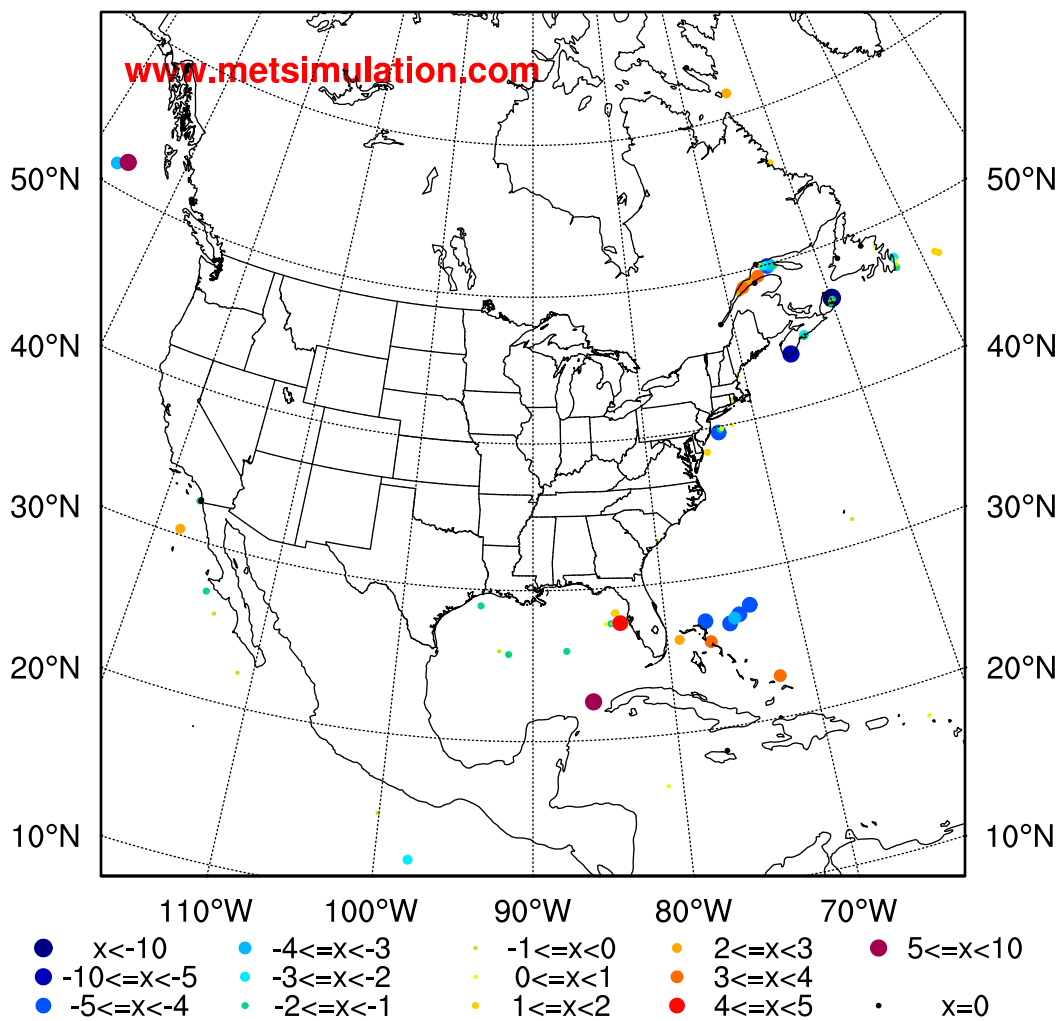 www.metsimulation.com
50°N 50°N
40°N 40°N
30°N 30°N
20°N 20°N
10°N 10°N
110°W 100°W 90°W 80°W 70°W
x<-10 -4<=x<-3 -1<=x<0 2<=x<3 5<=x<10
-10<=x<-5 -3<=x<-2 0<=x<1 3<=x<4
-5<=x<-4 -2<=x<-1 1<=x<2 4<=x<5 x=0